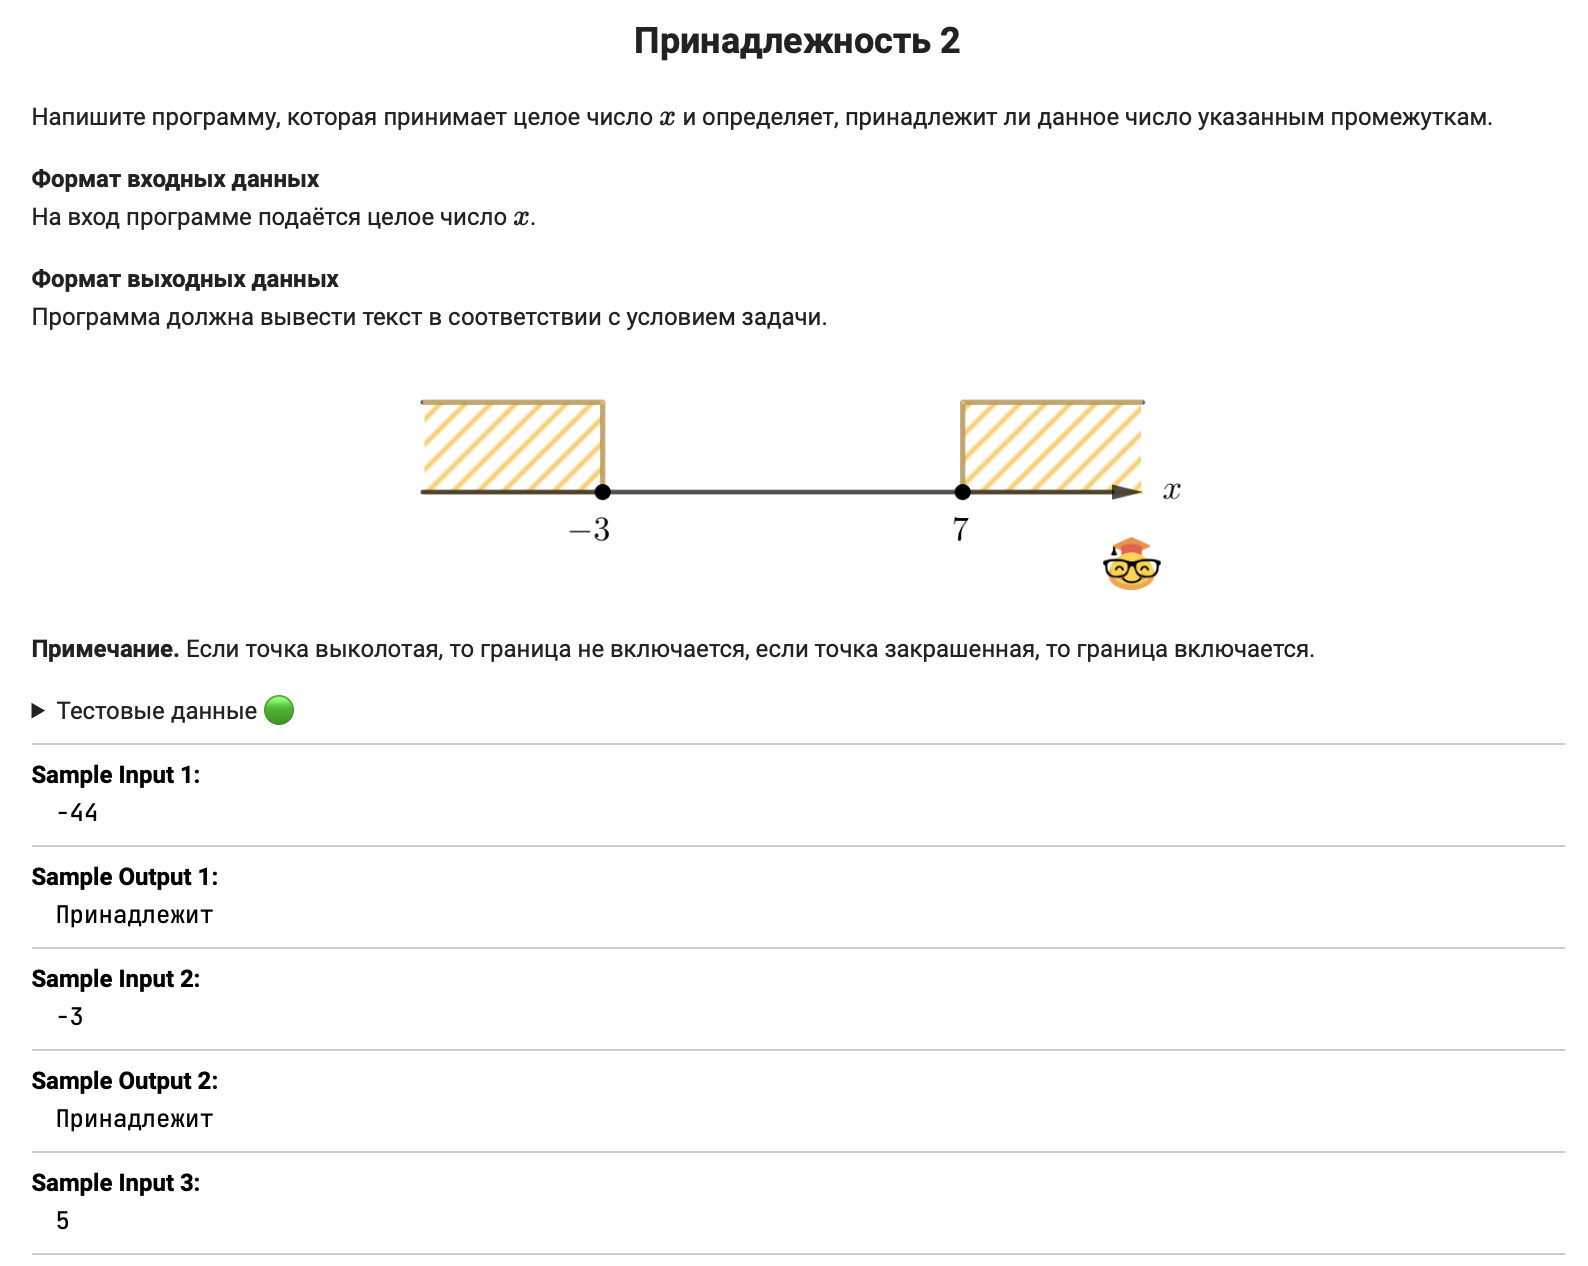 Принадлежность 2
Напишите программу, которая принимает целое число x и определяет, принадлежит ли данное число указанным промежуткам.
Формат входных данных
На вход программе подаётся целое число x.
Формат выходных данных
Программа должна вывести текст в соответствии с условием задачи.
x
−3 7
Примечание. Если точка выколотая, то граница не включается, если точка закрашенная, то граница включается.
Тестовые данные
Sample Input 1:
-44
Sample Output 1:
Принадлежит
Sample Input 2:
-3
Sample Output 2:
Принадлежит
Sample Input 3:
5